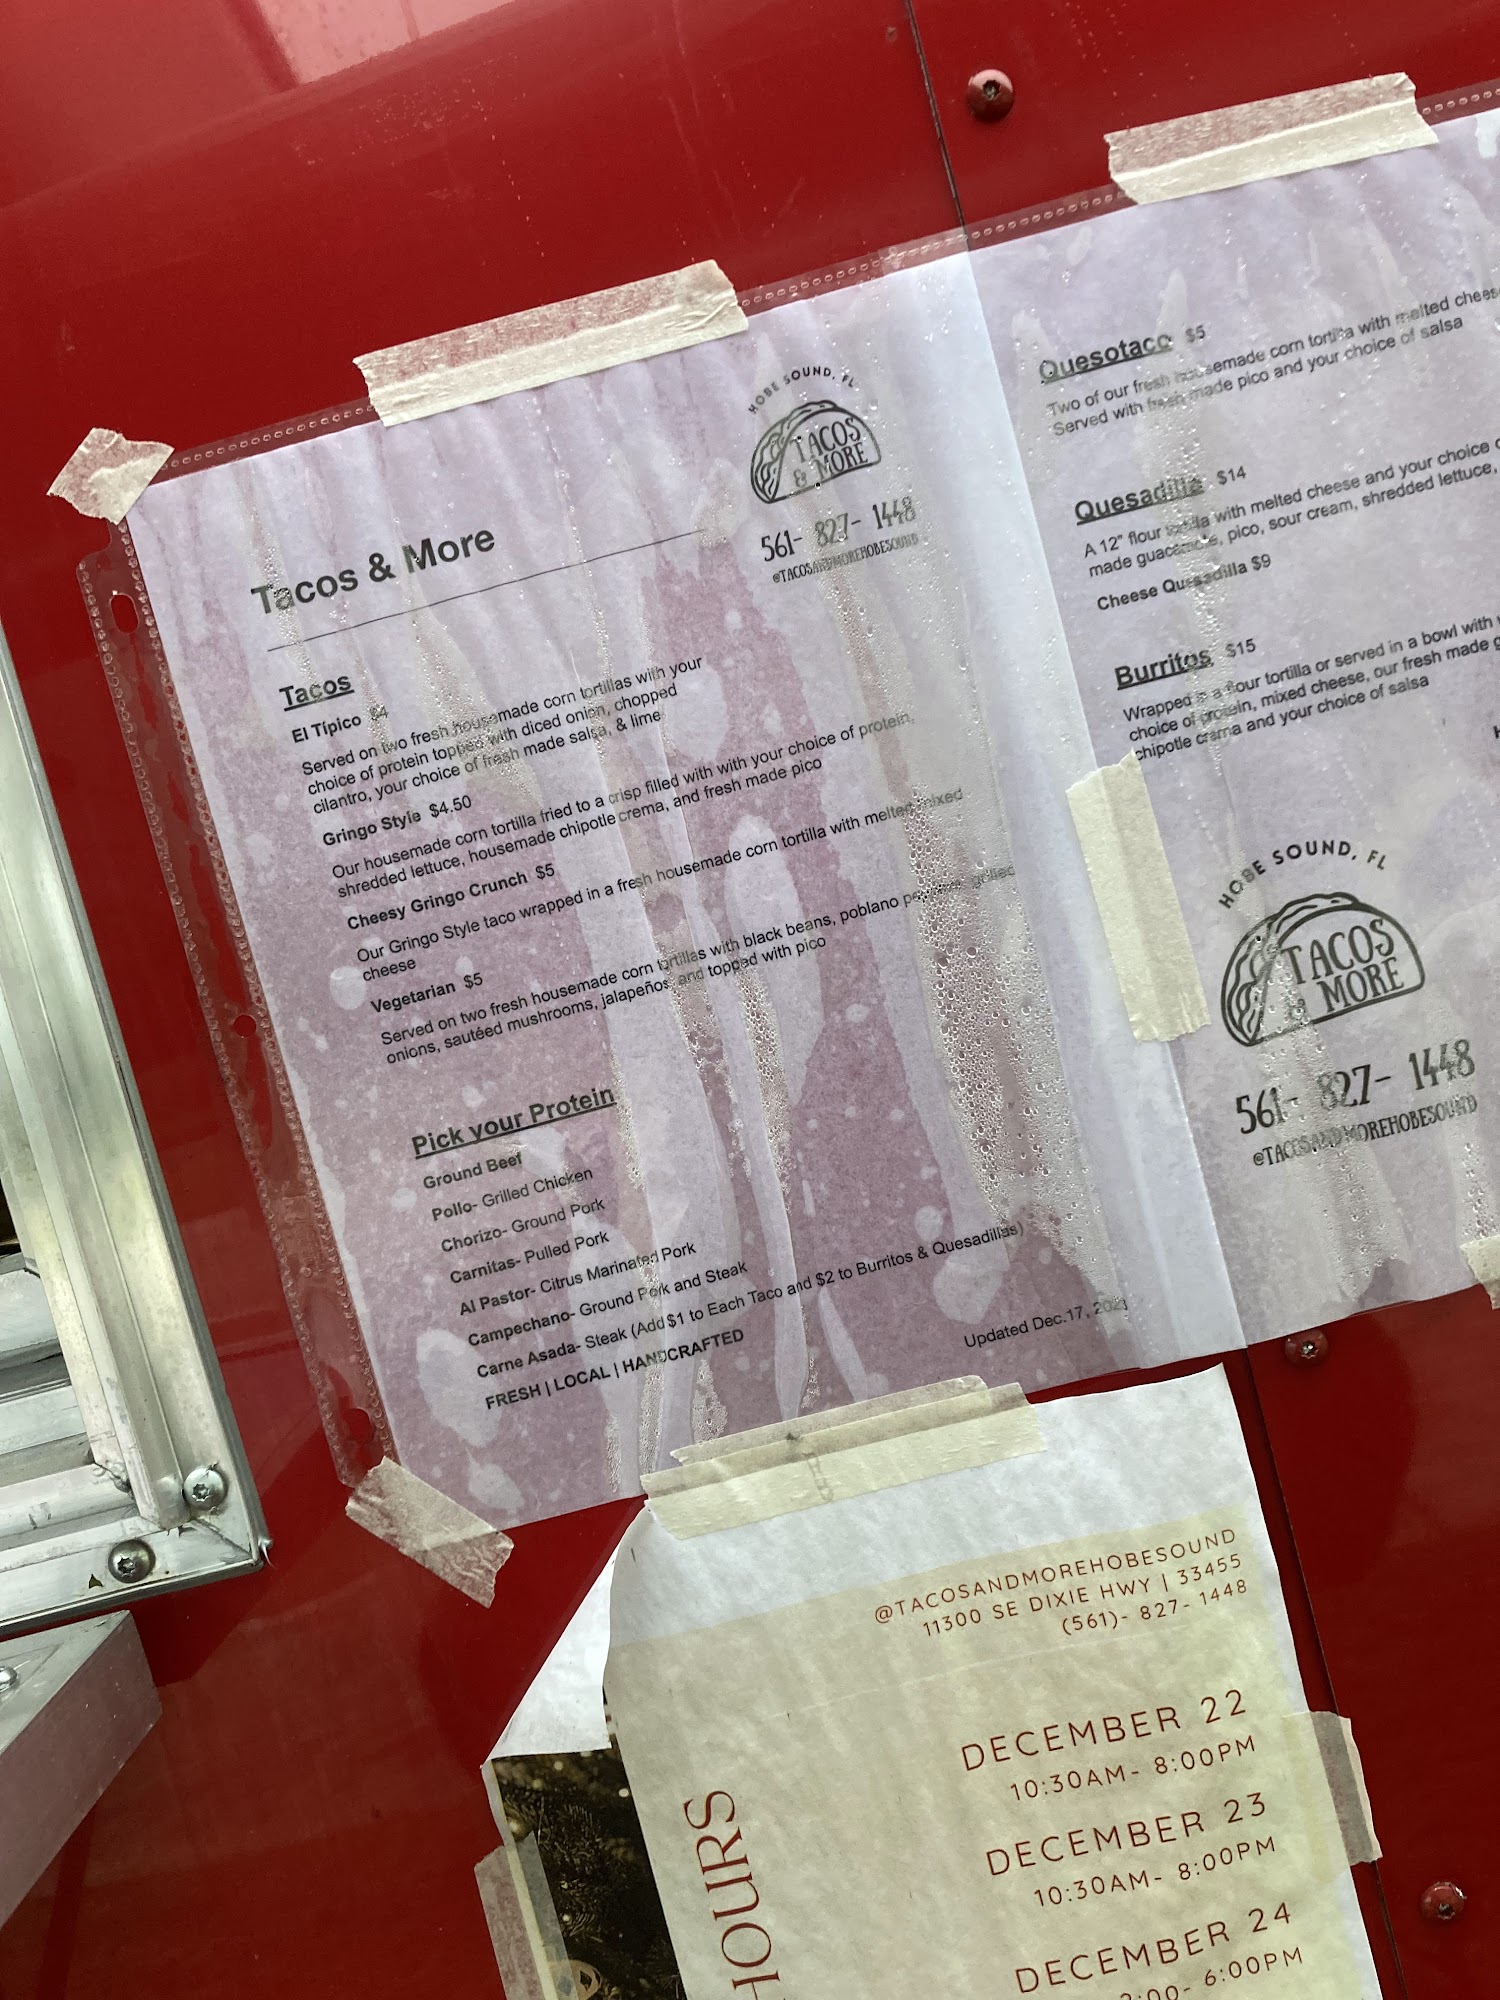 HOBE SOUND, FL
TACOS
& MORE
561- 827- 1448
@TACOSANDMOREHOBESOUND
Tacos & More
Tacos
El Típico $4
Served on two fresh housemade corn tortillas with your
choice of protein topped with diced onion, chopped
cilantro, your choice of fresh made salsa, & lime
Gringo Style $4.50
Our housemade corn tortilla fried to a crisp filled with with your choice of protein,
shredded lettuce, housemade chipotle crema, and fresh made pico
Cheesy Gringo Crunch $5
Our Gringo Style taco wrapped in a fresh housemade corn tortilla with melted mixed
cheese
Vegetarian $5
Served on two fresh housemade corn tortillas with black beans, poblano peppers, grilled
onions, sautéed mushrooms, jalapeños and topped with pico
Pick your Protein
Ground Beef
Pollo- Grilled Chicken
Chorizo- Ground Pork
Carnitas- Pulled Pork
Al Pastor- Citrus Marinated Pork
Campechano- Ground Pork and Steak
Carne Asada- Steak (Add $1 to Each Taco and $2 to Burritos & Quesadillas)
FRESH | LOCAL | HANDCRAFTED
Updated Dec.17, 2023
Quesotaco $5
Two of our fresh housemade corn tortilla with melted cheese
Served with fresh made pico and your choice of salsa
Quesadilla $14
A 12" flour tortilla with melted cheese and your choice
made guacamole, pico, sour cream, shredded lettuce,
Cheese Quesadilla $9
Burritos $15
Wrapped in a flour tortilla or served in a bowl with
choice of protein, mixed cheese, our fresh made
chipotle crema and your choice of salsa
HOBE SOUND, FL
TACOS
& MORE
561- 827- 1448
@TACOSANDMOREHOBESOUND
@TACOSANDMOREHOBESOUND
11300 SE DIXIE HWY | 33455
(561)- 827- 1448
HOURS
DECEMBER 22
10:30AM- 8:00PM
DECEMBER 23
10:30AM- 8:00PM
DECEMBER 24
6:00PM